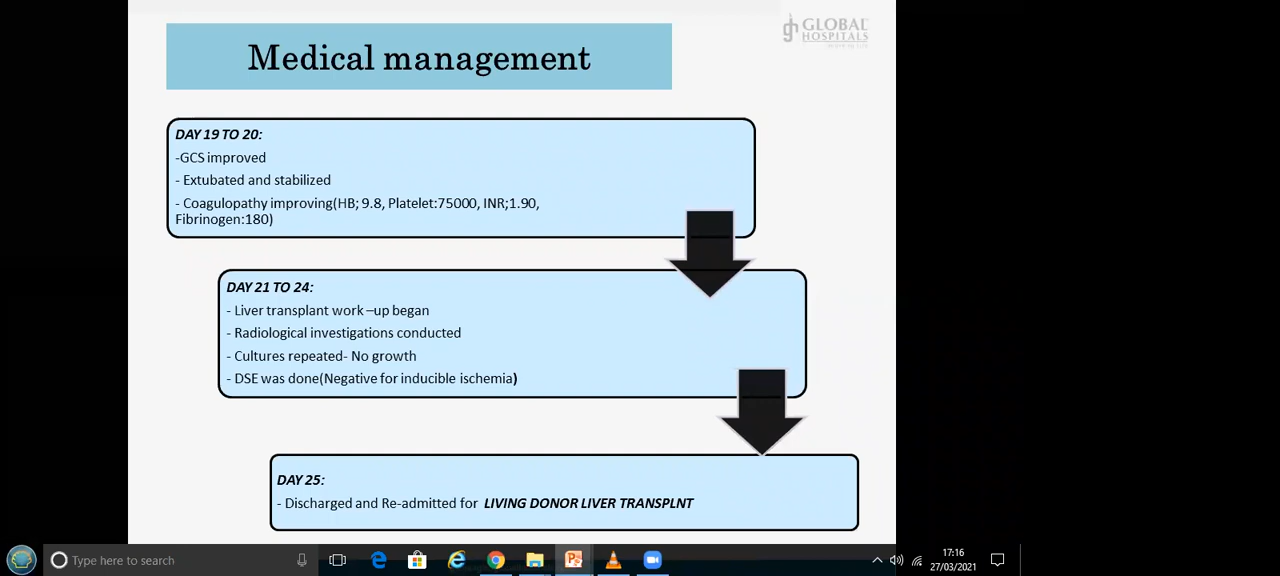 GLOBAL
HOSPITALS
Medical management
DAY 19 TO 20:
-GCS improved
- Extubated and stabilized
- Coagulopathy improving(HB; 9.8, Platelet:75000, INR;1.90,
Fibrinogen:180)
DAY 21 TO 24:
- Liver transplant work –up began
- Radiological investigations conducted
- Cultures repeated- No growth
- DSE was done(Negative for inducible ischemia)
DAY 25:
- Discharged and Re-admitted for LIVING DONOR LIVER TRANSPLNT
Type here to search
17:16
27/03/2021